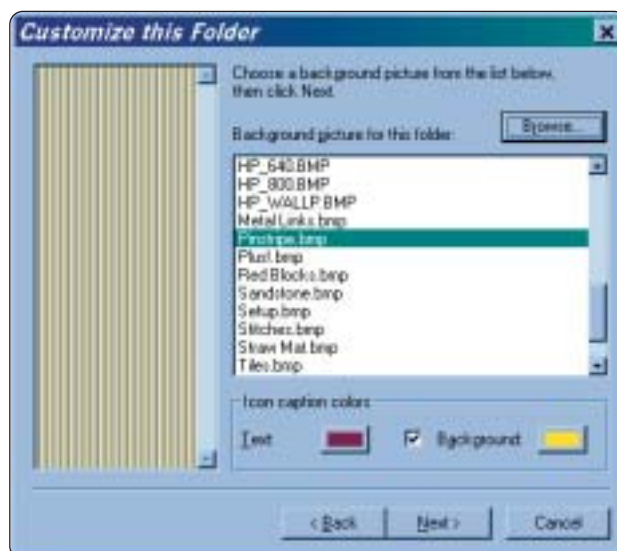 Customize this Folder
Choose a background picture from the list below,
then click Next.
Background picture for this folder:
Browse...
HP_640.BMP
HP_800.BMP
HP_WALLP.BMP
Metal Links.bmp
Pinstripe.bmp
Plus!.bmp
Red Blocks.bmp
Sandstone.bmp
Setup.bmp
Stitches.bmp
Straw Mat.bmp
Tiles.bmp
Icon caption colors
Text
Background
< Back
Next >
Cancel